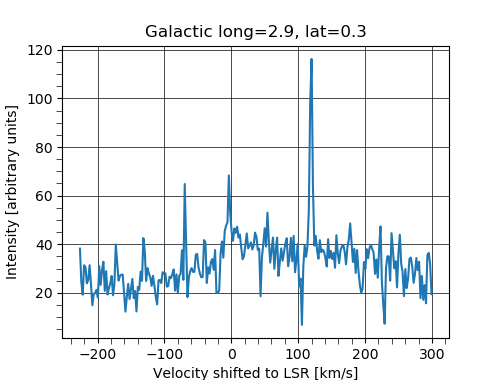 Galactic long=2.9, lat=0.3
120
100
80
60
40
20
Intensity [arbitrary units]
−200 −100 0 100 200 300
Velocity shifted to LSR [km/s]